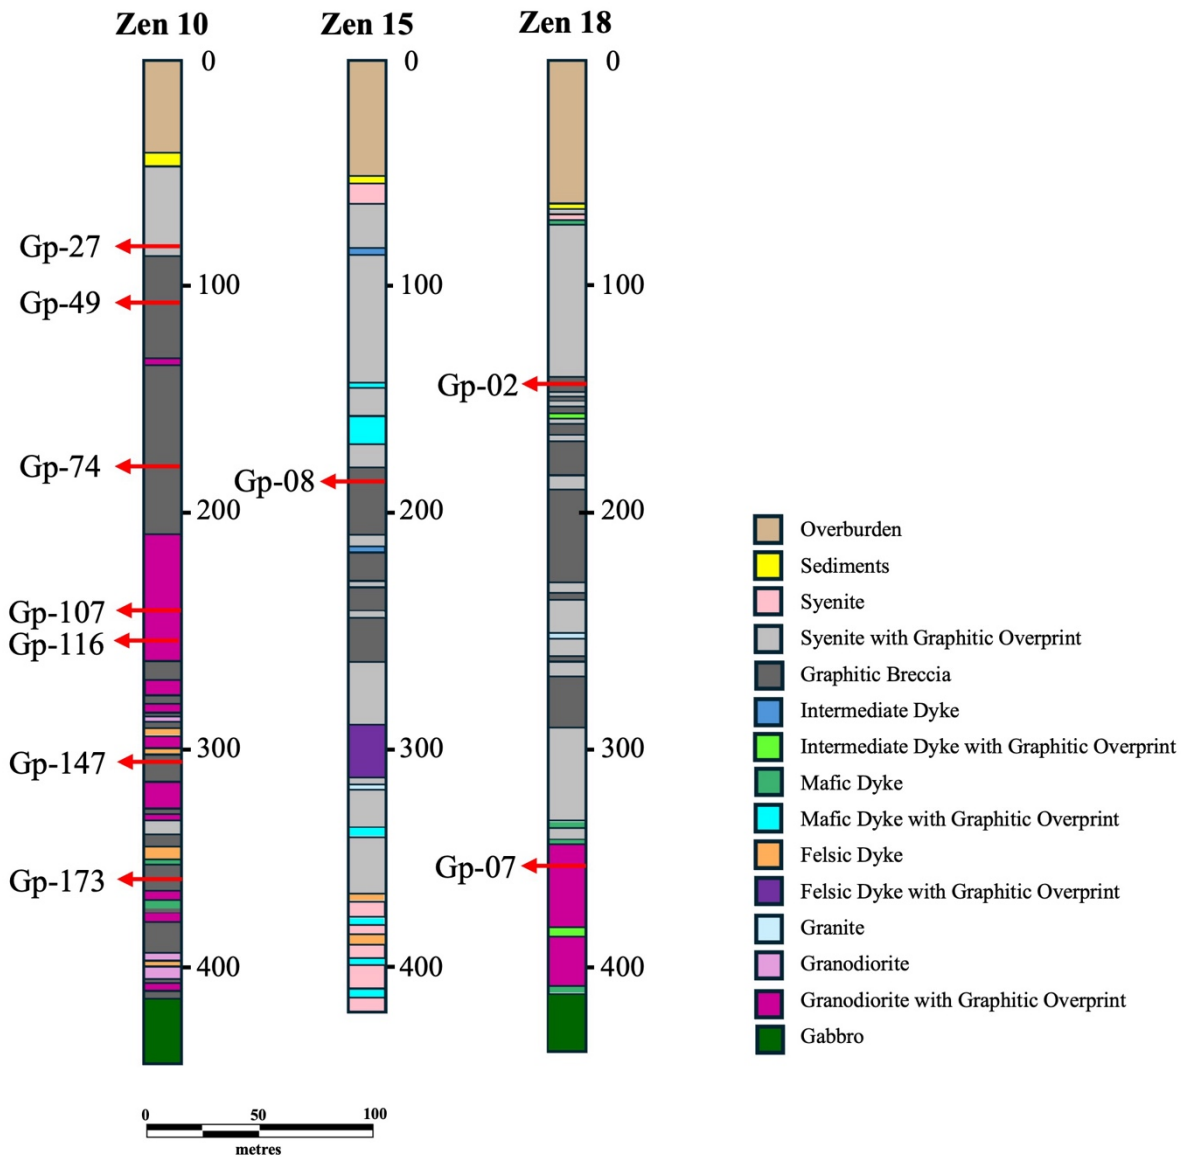 Zen 10 Zen 15 Zen 18
0 0 0
Gp-27
100 100 100
Gp-49
Gp-02
Gp-74
Gp-08
200 200 200
Gp-107
Gp-116
300 300 300
Gp-147
Gp-07
Gp-173
400 400 400
Overburden
Sediments
Syenite
Syenite with Graphitic Overprint
Graphitic Breccia
Intermediate Dyke
Intermediate Dyke with Graphitic Overprint
Mafic Dyke
Mafic Dyke with Graphitic Overprint
Felsic Dyke
Felsic Dyke with Graphitic Overprint
Granite
Granodiorite
Granodiorite with Graphitic Overprint
Gabbro
0 50 100
metres